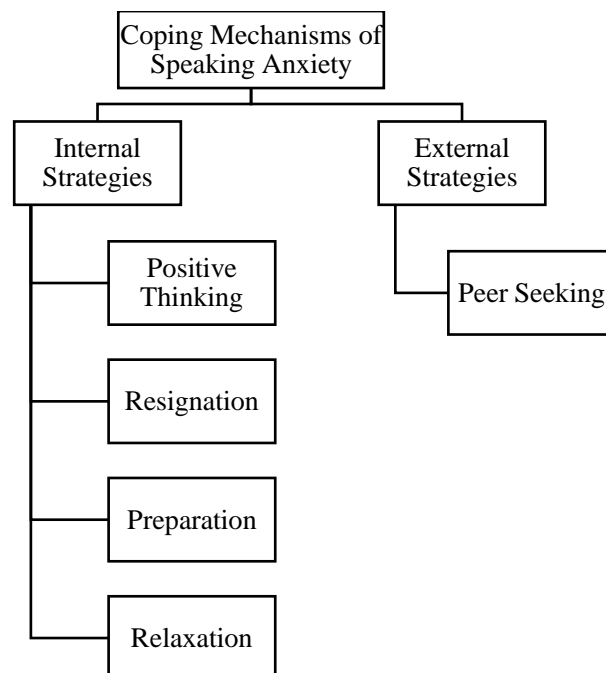 Coping Mechanisms of
Speaking Anxiety
Internal
Strategies
Positive
Thinking
Resignation
Preparation
Relaxation
External
Strategies
Peer Seeking